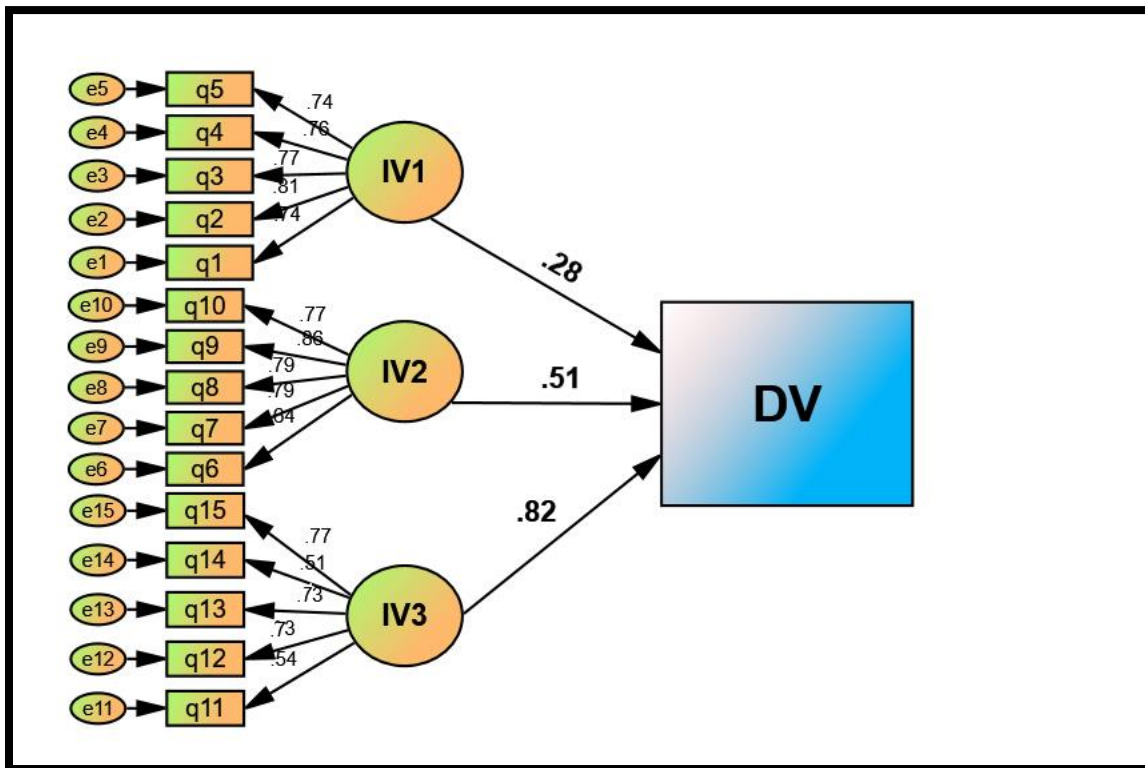 e5 q5 .74
e4 q4 .76
e3 q3 .77
e2 q2 .81
e1 q1 .74
IV1
.28
e10 q10 .77
e9 q9 .86
e8 q8 .79
e7 q7 .79
e6 q6 .64
IV2
.51
DV
e15 q15 .77
e14 q14 .51
e13 q13 .73
e12 q12 .73
e11 q11 .54
IV3
.82